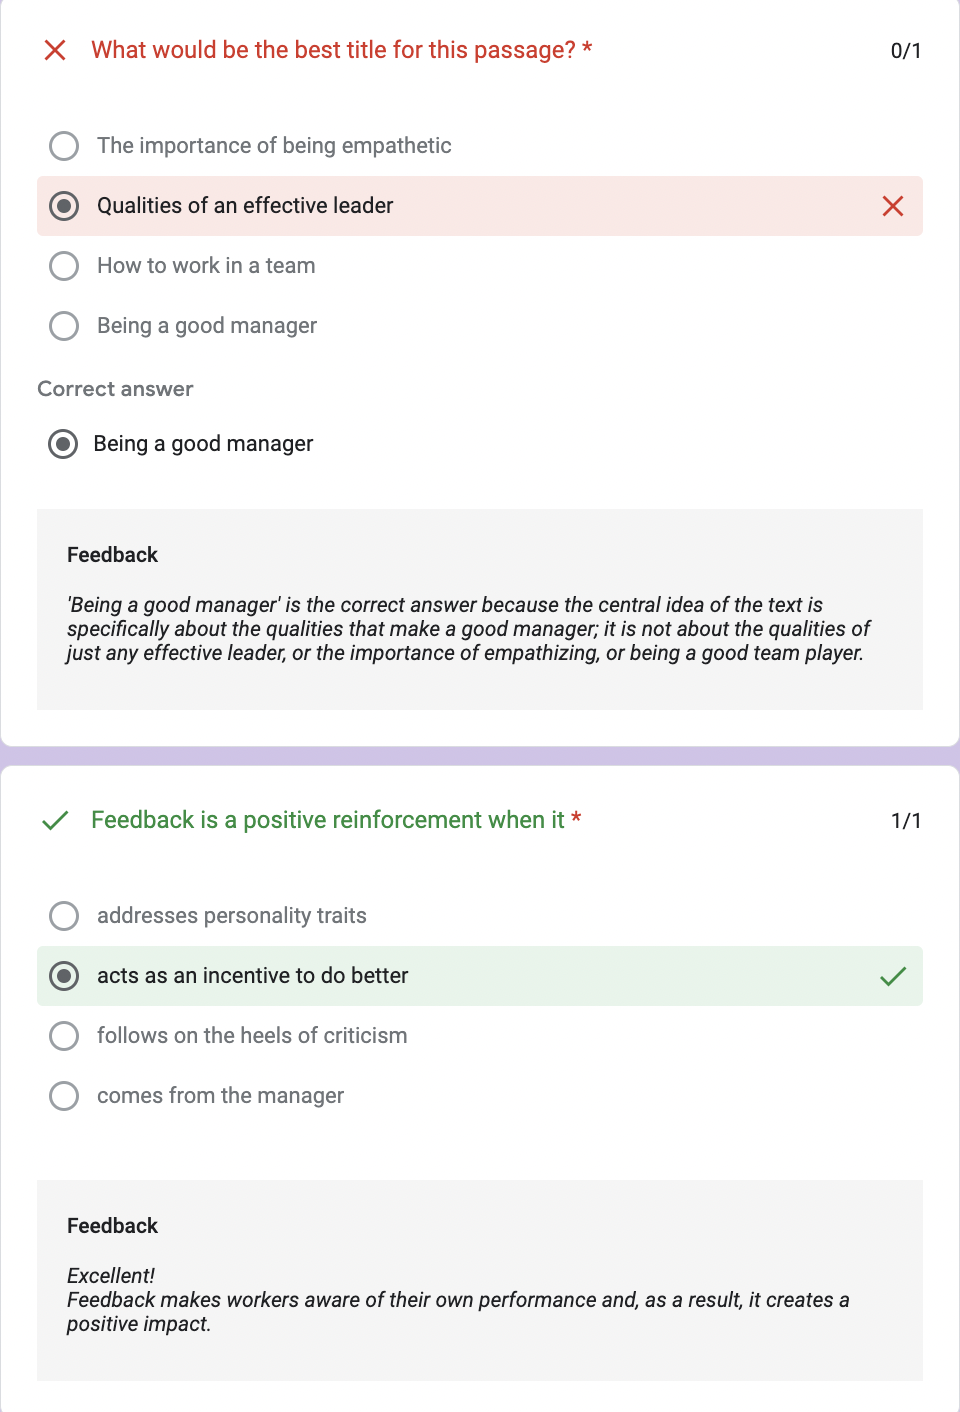 What would be the best title for this passage? *
0/1
The importance of being empathetic
Qualities of an effective leader
How to work in a team
Being a good manager
Correct answer
Being a good manager
Feedback
'Being a good manager' is the correct answer because the central idea of the text is
specifically about the qualities that make a good manager; it is not about the qualities of
just any effective leader, or the importance of empathizing, or being a good team player.
Feedback is a positive reinforcement when it *
1/1
addresses personality traits
acts as an incentive to do better
follows on the heels of criticism
comes from the manager
Feedback
Excellent!
Feedback makes workers aware of their own performance and, as a result, it creates a
positive impact.